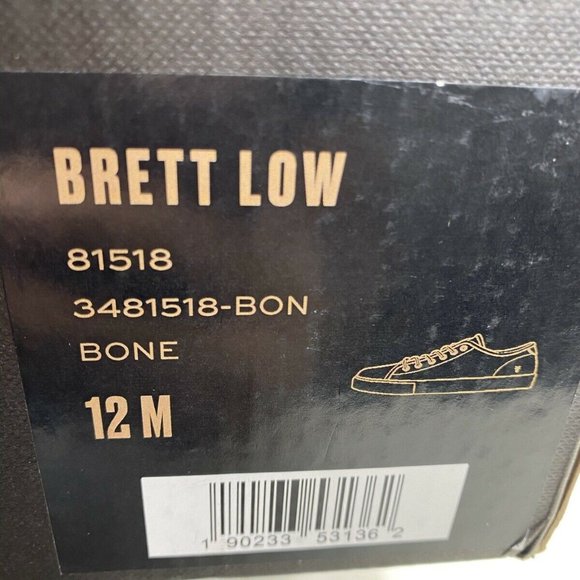 BRETT LOW
81518
3481518-BON
BONE
12 M
1 90233 53136 2